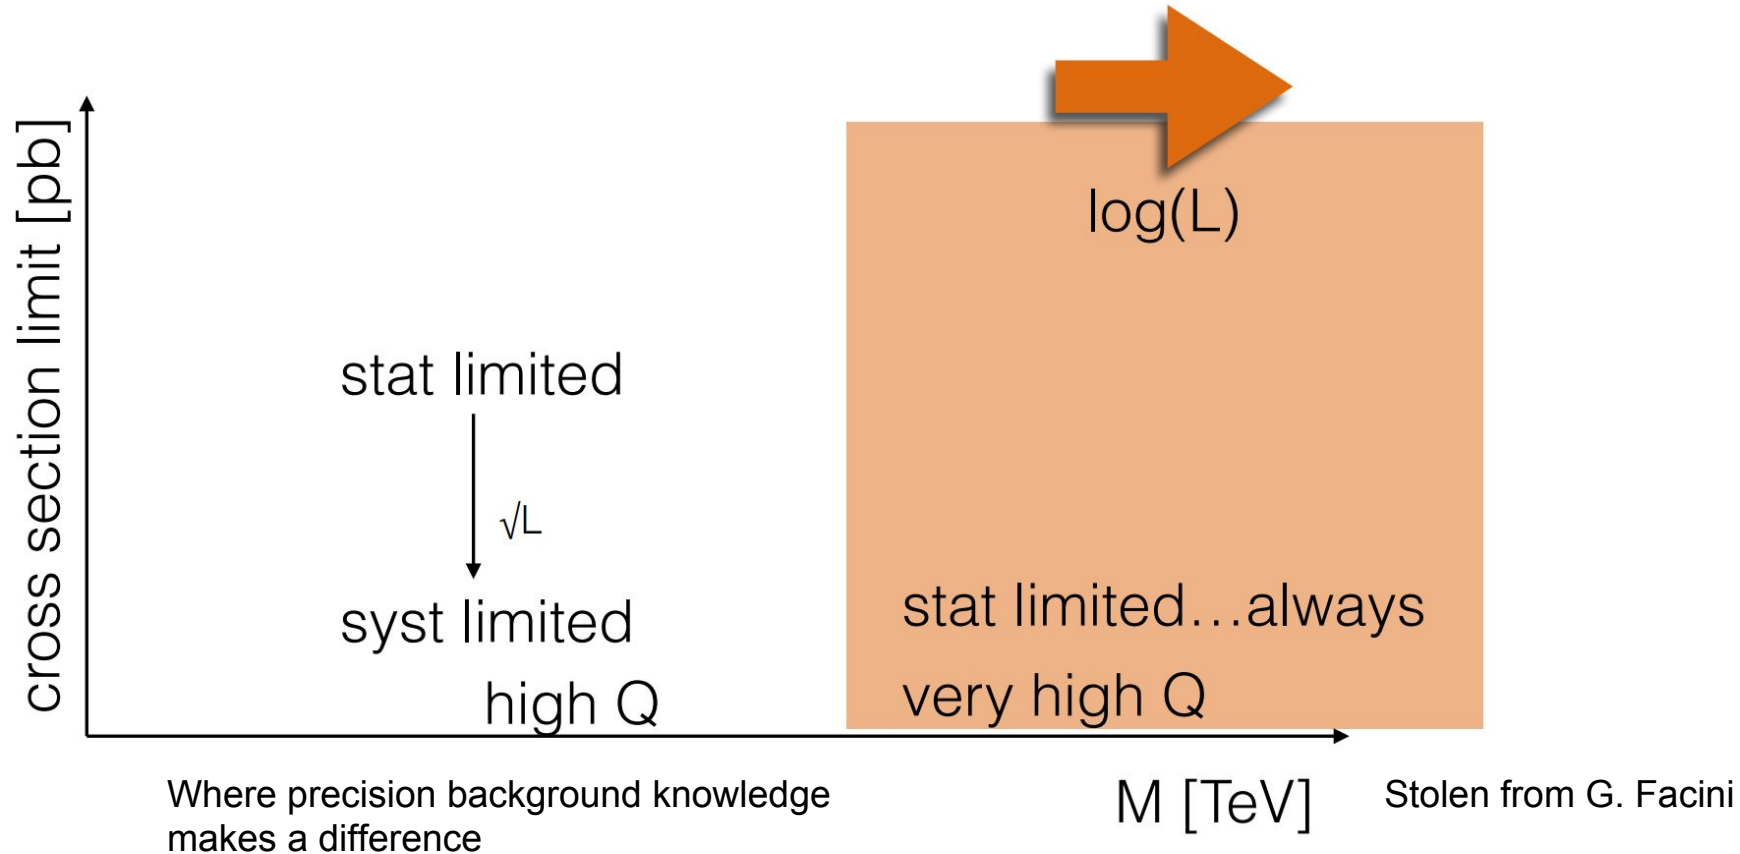 cross section limit [pb]
log(L)
stat limited
√L
syst limited
high Q
stat limited...always
very high Q
M [TeV]
Where precision background knowledge
makes a difference
Stolen from G. Facini